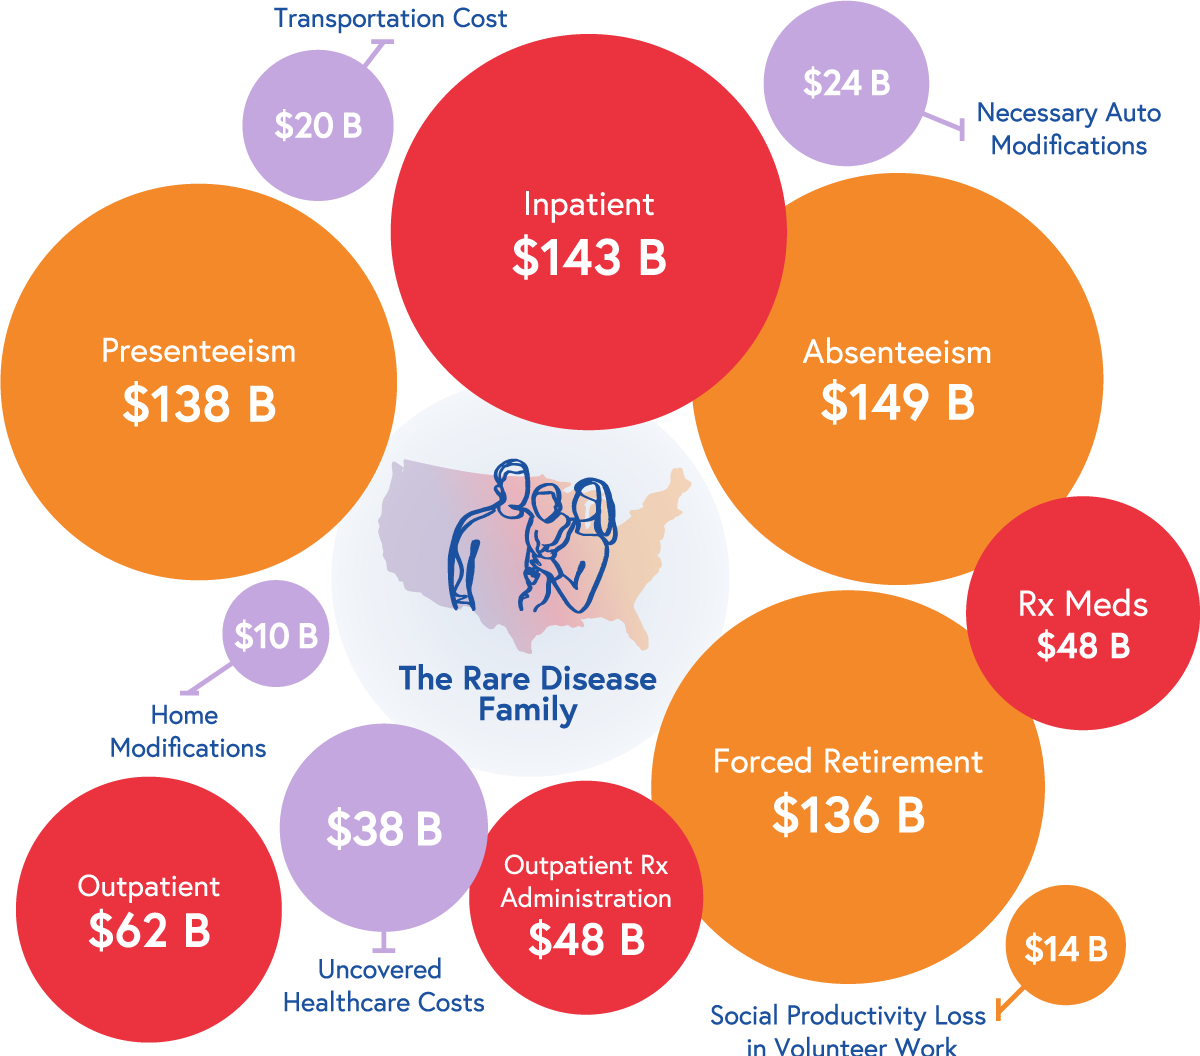 Transportation Cost
$20 B
$24 B
Necessary Auto
Modifications
Inpatient
$143 B
Presenteeism
$138 B
Absenteeism
$149 B
Rx Meds
$48 B
The Rare Disease
Family
$10 B
Home
Modifications
Forced Retirement
$136 B
$38 B
Uncovered
Healthcare Costs
Outpatient
$62 B
Outpatient Rx
Administration
$48 B
$14 B
Social Productivity Loss
in Volunteer Work